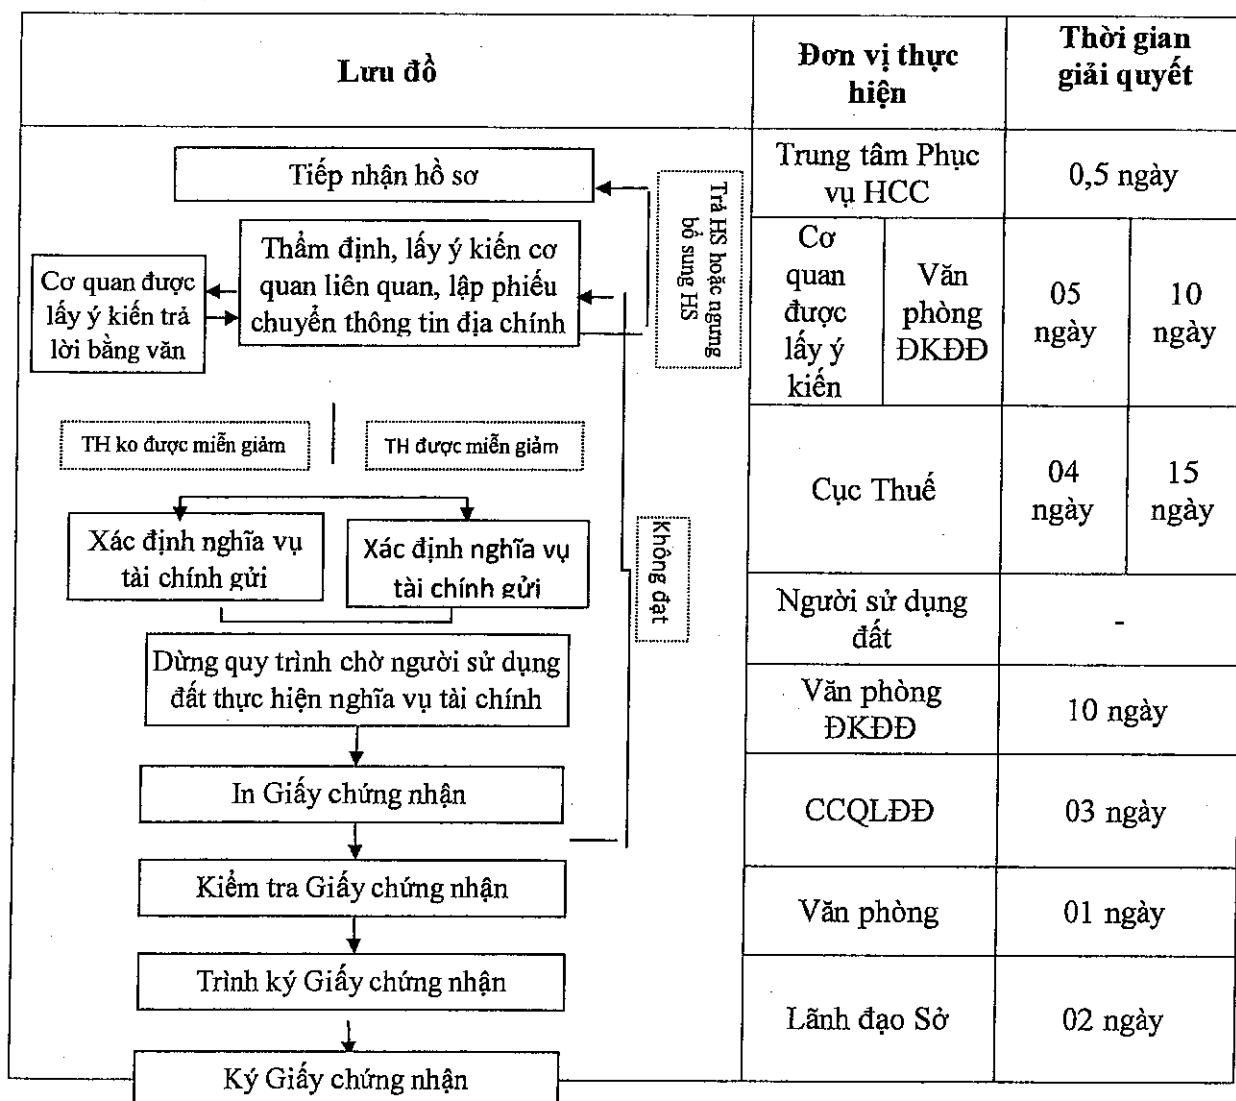 Lưu đồ
Đơn vị thực
hiện
Thời gian
giải quyết
Tiếp nhận hồ sơ
Trả HS hoặc ngưng
bổ sung HS
Trung tâm Phục
vụ HCC
0,5 ngày
Thẩm định, lấy ý kiến cơ
quan liên quan, lập phiếu
chuyển thông tin địa chính
Cơ quan được
lấy ý kiến trả
lời bằng văn
Cơ
quan
được
lấy ý
kiến
Văn
phòng
ĐKĐĐ
05
ngày
10
ngày
TH ko được miễn giảm
TH được miễn giảm
Cục Thuế
04
ngày
15
ngày
Xác định nghĩa vụ
tài chính gửi
Xác định nghĩa vụ
tài chính gửi
Không đạt
Người sử dụng
đất
-
Dừng quy trình chờ người sử dụng
đất thực hiện nghĩa vụ tài chính
Văn phòng
ĐKĐĐ
10 ngày
In Giấy chứng nhận
CCQLĐĐ
03 ngày
Kiểm tra Giấy chứng nhận
Văn phòng
01 ngày
Trình ký Giấy chứng nhận
Lãnh đạo Sở
02 ngày
Ký Giấy chứng nhận